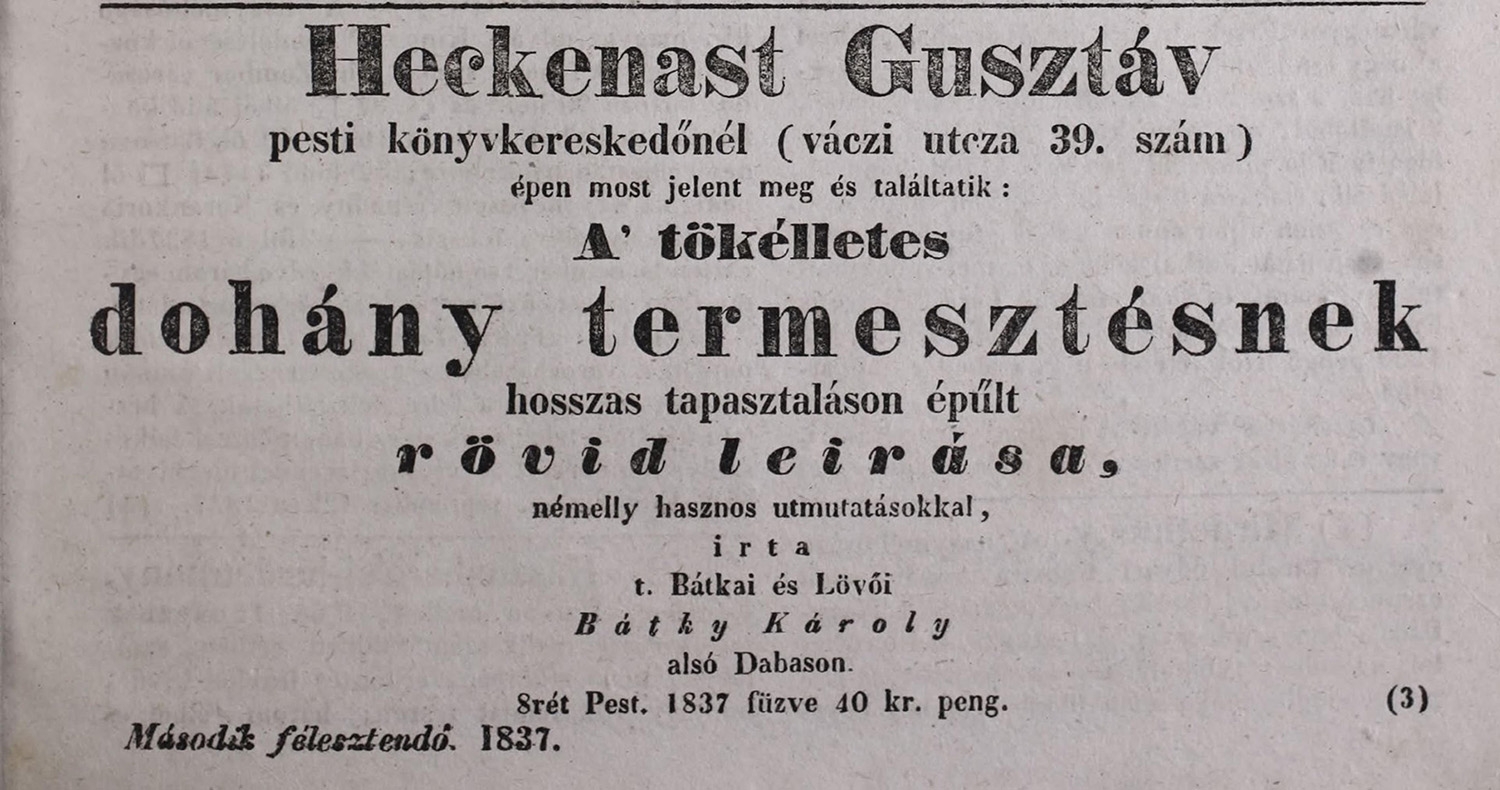 Heckenast Gusztáv
pesti könyvkereskedőnél (váczi utcza 39. szám)
épen most jelent meg és találtatik:
A' tökélletes
dohány termesztésnek
hosszas tapasztaláson épűlt
rövid leirása,
némelly hasznos utmutatásokkal,
irta
t. Bátkai és Lövői
Bátky Károly
alsó Dabason.
8rét Pest. 1837 füzve 40 kr. peng. (3)
Második félesztendő. 1837.